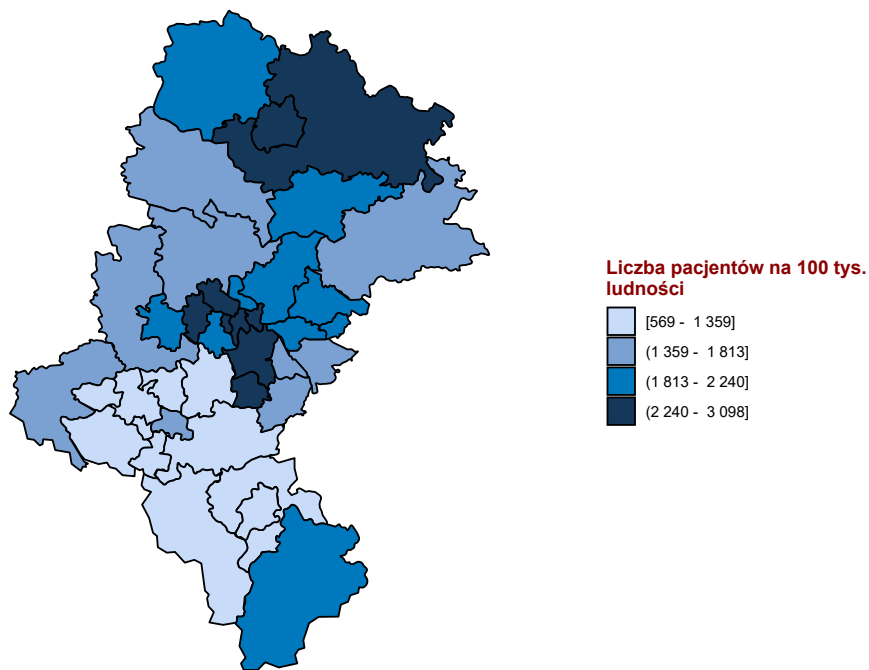 Liczba pacjentów na 100 tys.
ludności
[569 - 1 359]
(1 359 - 1 813]
(1 813 - 2 240]
(2 240 - 3 098]